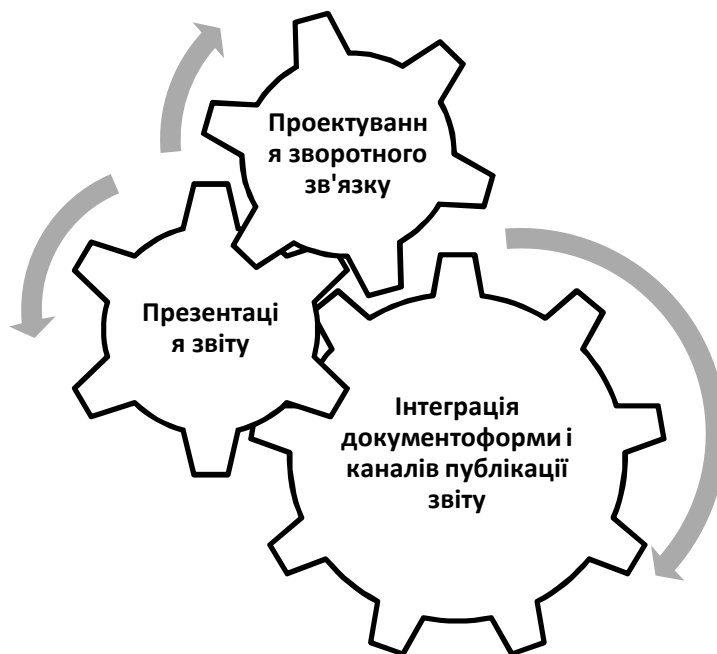 Проектуванн
я зворотного
зв'язку
Презентаці
я звіту
Інтеграція
документоформи і
каналів публікації
звіту